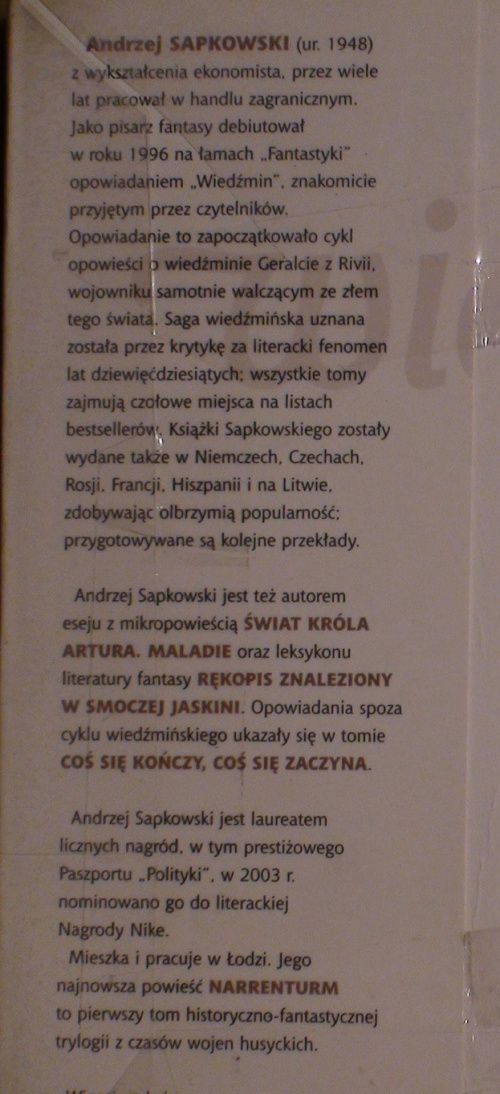 Andrzej SAPKOWSKI (ur. 1948)
z wykształcenia ekonomista, przez wiele
lat pracował w handlu zagranicznym.
Jako pisarz fantasy debiutował
w roku 1996 na łamach „Fantastyki"
opowiadaniem „Wiedźmin", znakomicie
przyjętym przez czytelników.
Opowiadanie to zapoczątkowało cykl
opowieści o wiedźminie Geralcie z Rivii,
wojowniku samotnie walczącym ze złem
tego świata. Saga wiedźmińska uznana
została przez krytykę za literacki fenomen
lat dziewięćdziesiątych; wszystkie tomy
zajmują czołowe miejsca na listach
bestsellerów. Książki Sapkowskiego zostały
wydane także w Niemczech, Czechach,
Rosji, Francji, Hiszpanii i na Litwie,
zdobywając olbrzymią popularność;
przygotowywane są kolejne przekłady.
Andrzej Sapkowski jest też autorem
eseju z mikropowieścią ŚWIAT KRÓLA
ARTURA. MALADIE oraz leksykonu
literatury fantasy RĘKOPIS ZNALEZIONY
W SMOCZEJ JASKINI. Opowiadania spoza
cyklu wiedźmińskiego ukazały się w tomie
COŚ SIĘ KOŃCZY, COŚ SIĘ ZACZYNA.
Andrzej Sapkowski jest laureatem
licznych nagród, w tym prestiżowego
Paszportu „Polityki", w 2003 r.
nominowano go do literackiej
Nagrody Nike.
Mieszka i pracuje w Łodzi. Jego
najnowsza powieść NARRENTURM
to pierwszy tom historyczno-fantastycznej
trylogii z czasów wojen husyckich.